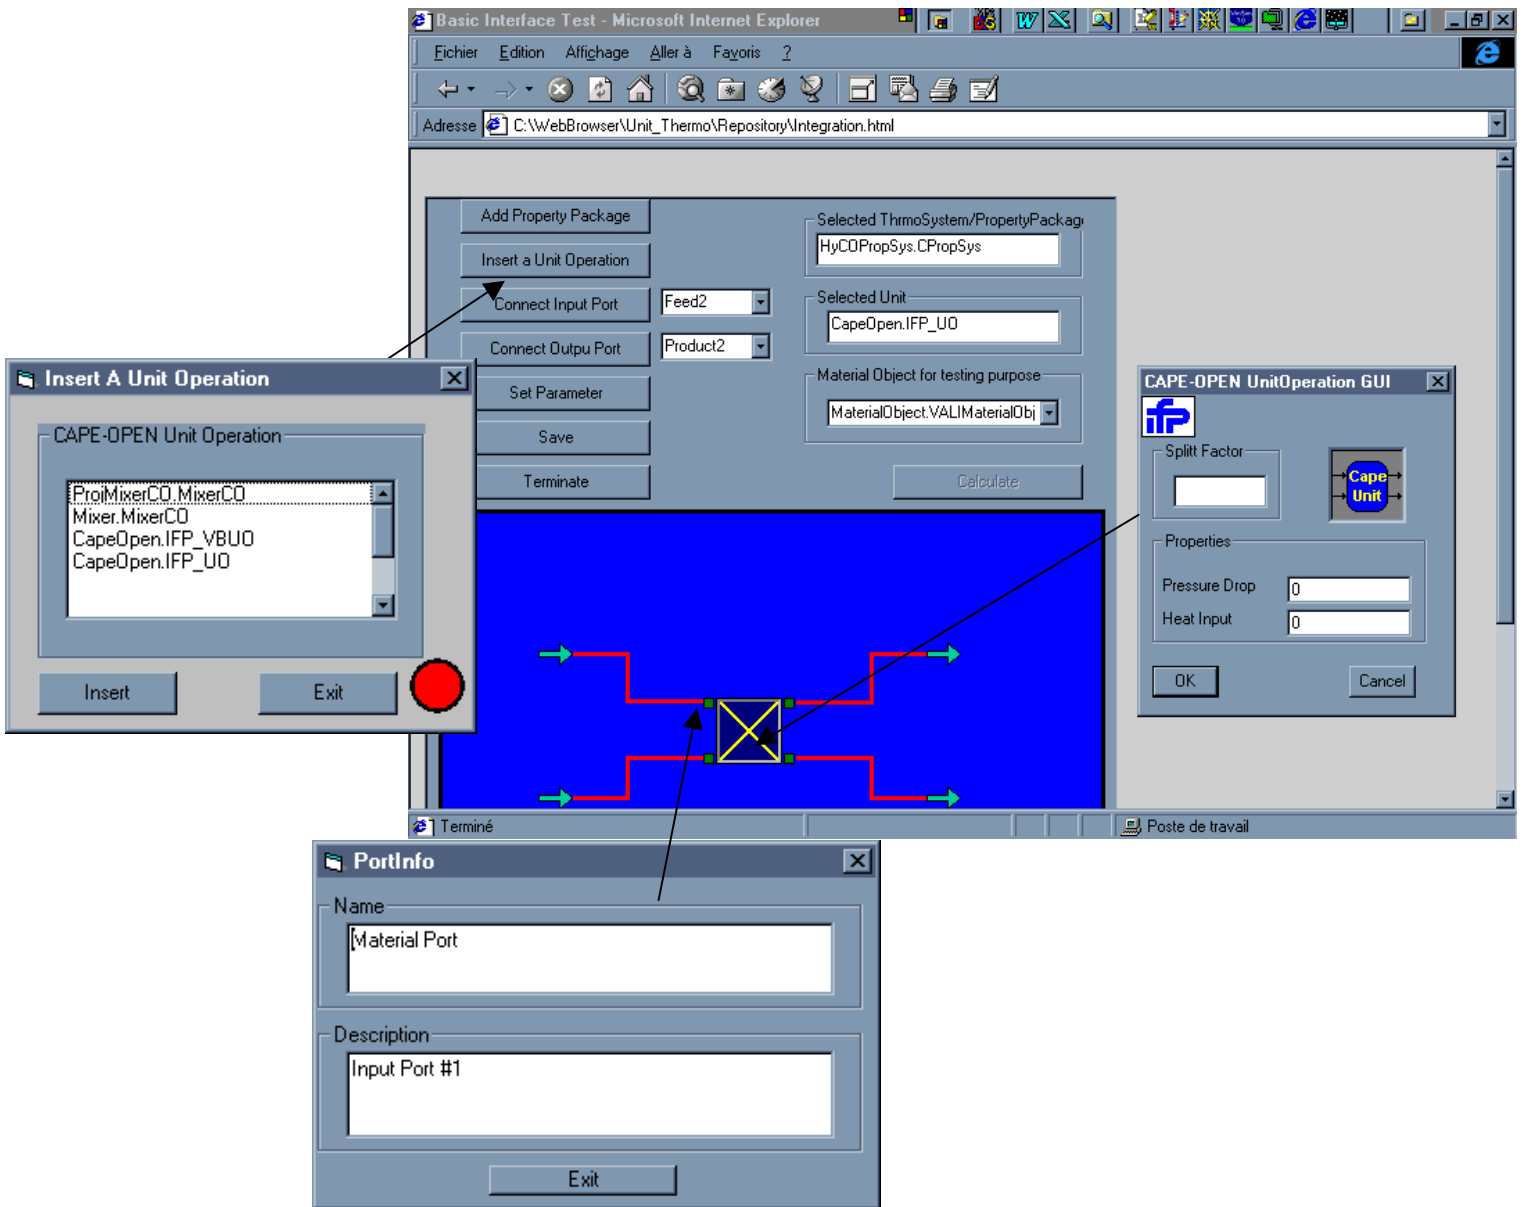 Basic Interface Test - Microsoft Internet Explorer
Fichier Edition Affichage Aller à Favoris ?
Adresse C:\WebBrowser\Unit_Thermo\Repository\Integration.html
Add Property Package
Insert a Unit Operation
Connect Input Port Feed2
Connect Outpu Port Product2
Set Parameter
Save
Terminate
Selected ThrmoSystem/PropertyPackag
HyCOPropSys.CPropSys
Selected Unit
CapeOpen.IFP_UO
Material Object for testing purpose
MaterialObject.VALIMaterialObj
Calculate
Insert A Unit Operation
CAPE-OPEN Unit Operation
ProjMixerCO.MixerCO
Mixer.MixerCO
CapeOpen.IFP_VBUO
CapeOpen.IFP_UO
Insert Exit
CAPE-OPEN UnitOperation GUI
ifp
Splitt Factor
Cape
Unit
Properties
Pressure Drop 0
Heat Input 0
OK Cancel
Terminé Poste de travail
PortInfo
Name
Material Port
Description
Input Port #1
Exit